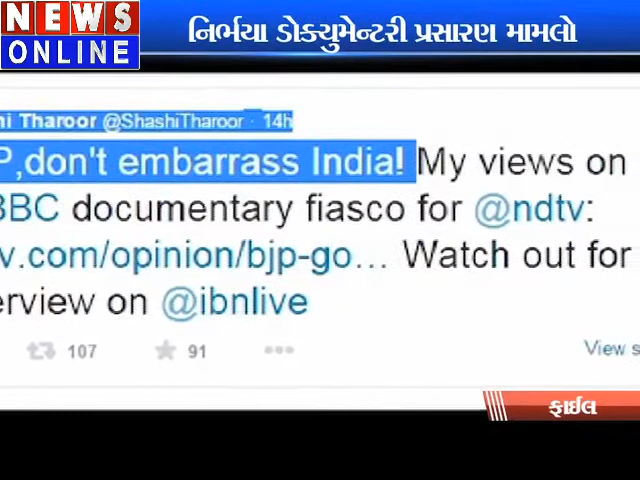 NEWS
ONLINE
નિર્ભયા ડોક્યુમેન્ટરી પ્રસારણ મામલો
hi Tharoor @ShashiTharoor · 14h
P,don't embarrass India! My views on
BBC documentary fiasco for @ndtv:
v.com/opinion/bjp-go... Watch out for
erview on @ibnlive
107 91
View s
ફાઈલ